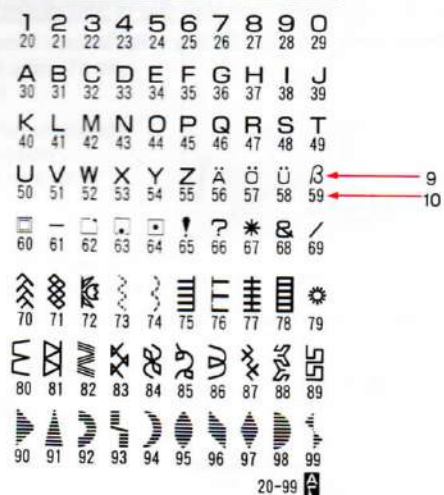 1 2 3 4 5 6 7 8 9 0
20 21 22 23 24 25 26 27 28 29
A B C D E F G H I J
30 31 32 33 34 35 36 37 38 39
K L M N O P Q R S T
40 41 42 43 44 45 46 47 48 49
U V W X Y Z Ä Ö Ü ß 9
50 51 52 53 54 55 56 57 58 59 10
— . . . ! ? * & /
60 61 62 63 64 65 66 67 68 69
70 71 72 73 74 75 76 77 78 79
80 81 82 83 84 85 86 87 88 89
90 91 92 93 94 95 96 97 98 99
20-99 A